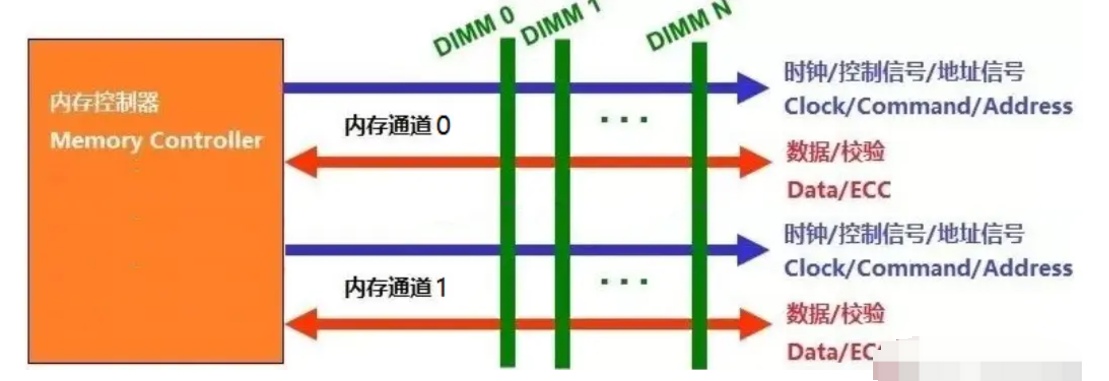 DIMM 0
DIMM 1
DIMM N
内存控制器
Memory Controller
内存通道0
时钟/控制信号/地址信号
Clock/Command/Address
...
数据/校验
Data/ECC
时钟/控制信号/地址信号
Clock/Command/Address
内存通道1
...
数据/校验